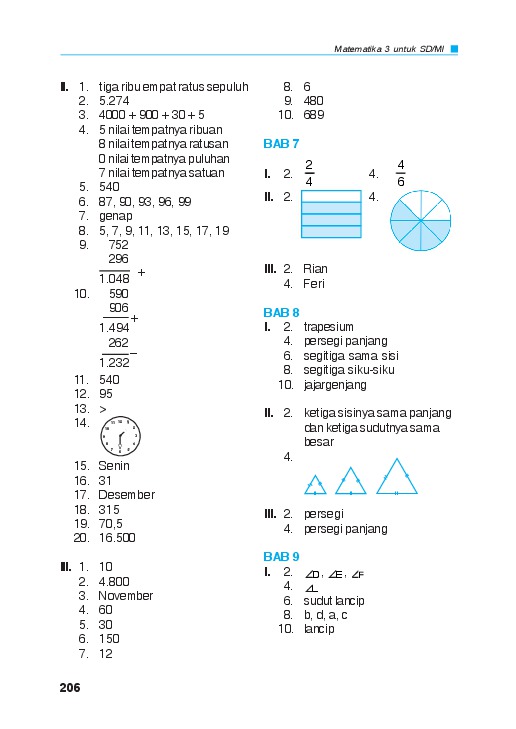 Matematika 3 untuk SD/MI
II. 1. tiga ribu empat ratus sepuluh
2. 5.274
3. 4000 + 900 + 30 + 5
4. 5 nilai tempatnya ribuan
8 nilai tempatnya ratusan
0 nilai tempatnya puluhan
7 nilai tempatnya satuan
5. 540
6. 87, 90, 93, 96, 99
7. genap
8. 5, 7, 9, 11, 13, 15, 17, 19
9. 752
296
+
1.048
10. 590
906
+
1.494
262
–
1.232
11. 540
12. 95
13. >
14.
15. Senin
16. 31
17. Desember
18. 315
19. 70,5
20. 16.500
III. 1. 10
2. 4.800
3. November
4. 60
5. 30
6. 150
7. 12
8. 6
9. 480
10. 689
BAB 7
I. 2. 2/4 4. 4/6
II. 2. 4.
III. 2. Rian
4. Feri
BAB 8
I. 2. trapesium
4. persegi panjang
6. segitiga sama sisi
8. segitiga siku-siku
10. jajargenjang
II. 2. ketiga sisinya sama panjang
dan ketiga sudutnya sama
besar
4.
III. 2. persegi
4. persegi panjang
BAB 9
I. 2. ∠D, ∠E, ∠F
4. ∠L
6. sudut lancip
8. b, d, a, c
10. lancip
206